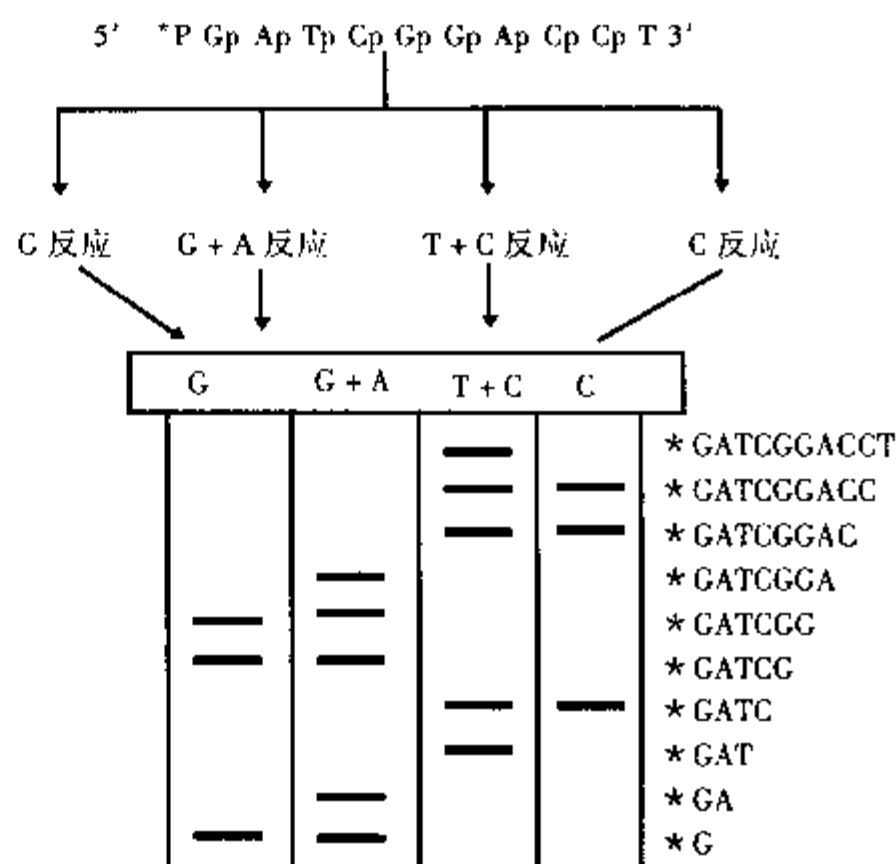 5' *P Gp Ap Tp Cp Gp Gp Ap Cp Cp T 3'
G 反应 G + A 反应 T + C 反应 C 反应
G G + A T + C C
* GATCGGACCT
* GATCGGACC
* GATCGGAC
* GATCGGA
* GATCGG
* GATCG
* GATC
* GAT
* GA
* G